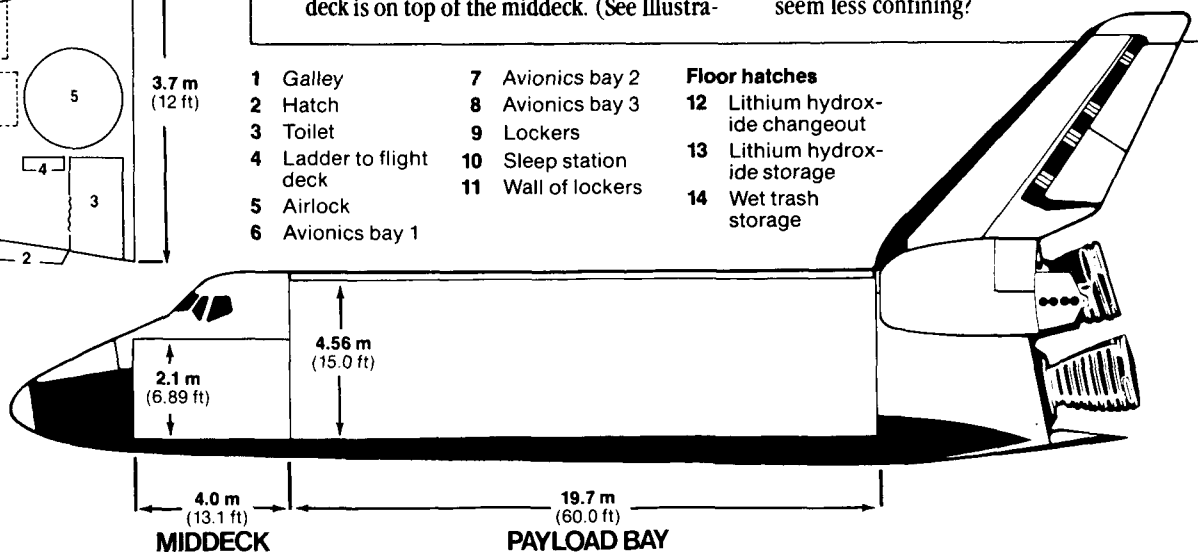 deck is on top of the middeck. (See Illustra-
seem less confining?
5
3.7 m
(12 ft)
4
3
2
1 Galley
2 Hatch
3 Toilet
4 Ladder to flight
deck
5 Airlock
6 Avionics bay 1
7 Avionics bay 2
8 Avionics bay 3
9 Lockers
10 Sleep station
11 Wall of lockers
Floor hatches
12 Lithium hydrox-
ide changeout
13 Lithium hydrox-
ide storage
14 Wet trash
storage
4.56 m
(15.0 ft)
2.1 m
(6.89 ft)
4.0 m
(13.1 ft)
MIDDECK
19.7 m
(60.0 ft)
PAYLOAD BAY